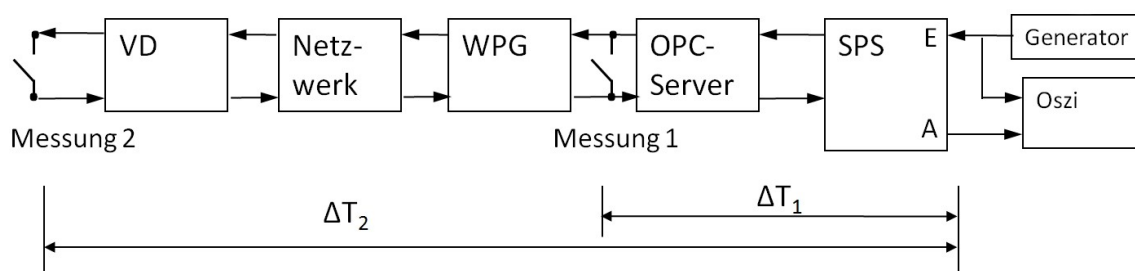 VD
Netz-
werk
WPG
OPC-
Server
SPS
E
A
Generator
Oszi
Messung 2
Messung 1
ΔT₂
ΔT₁